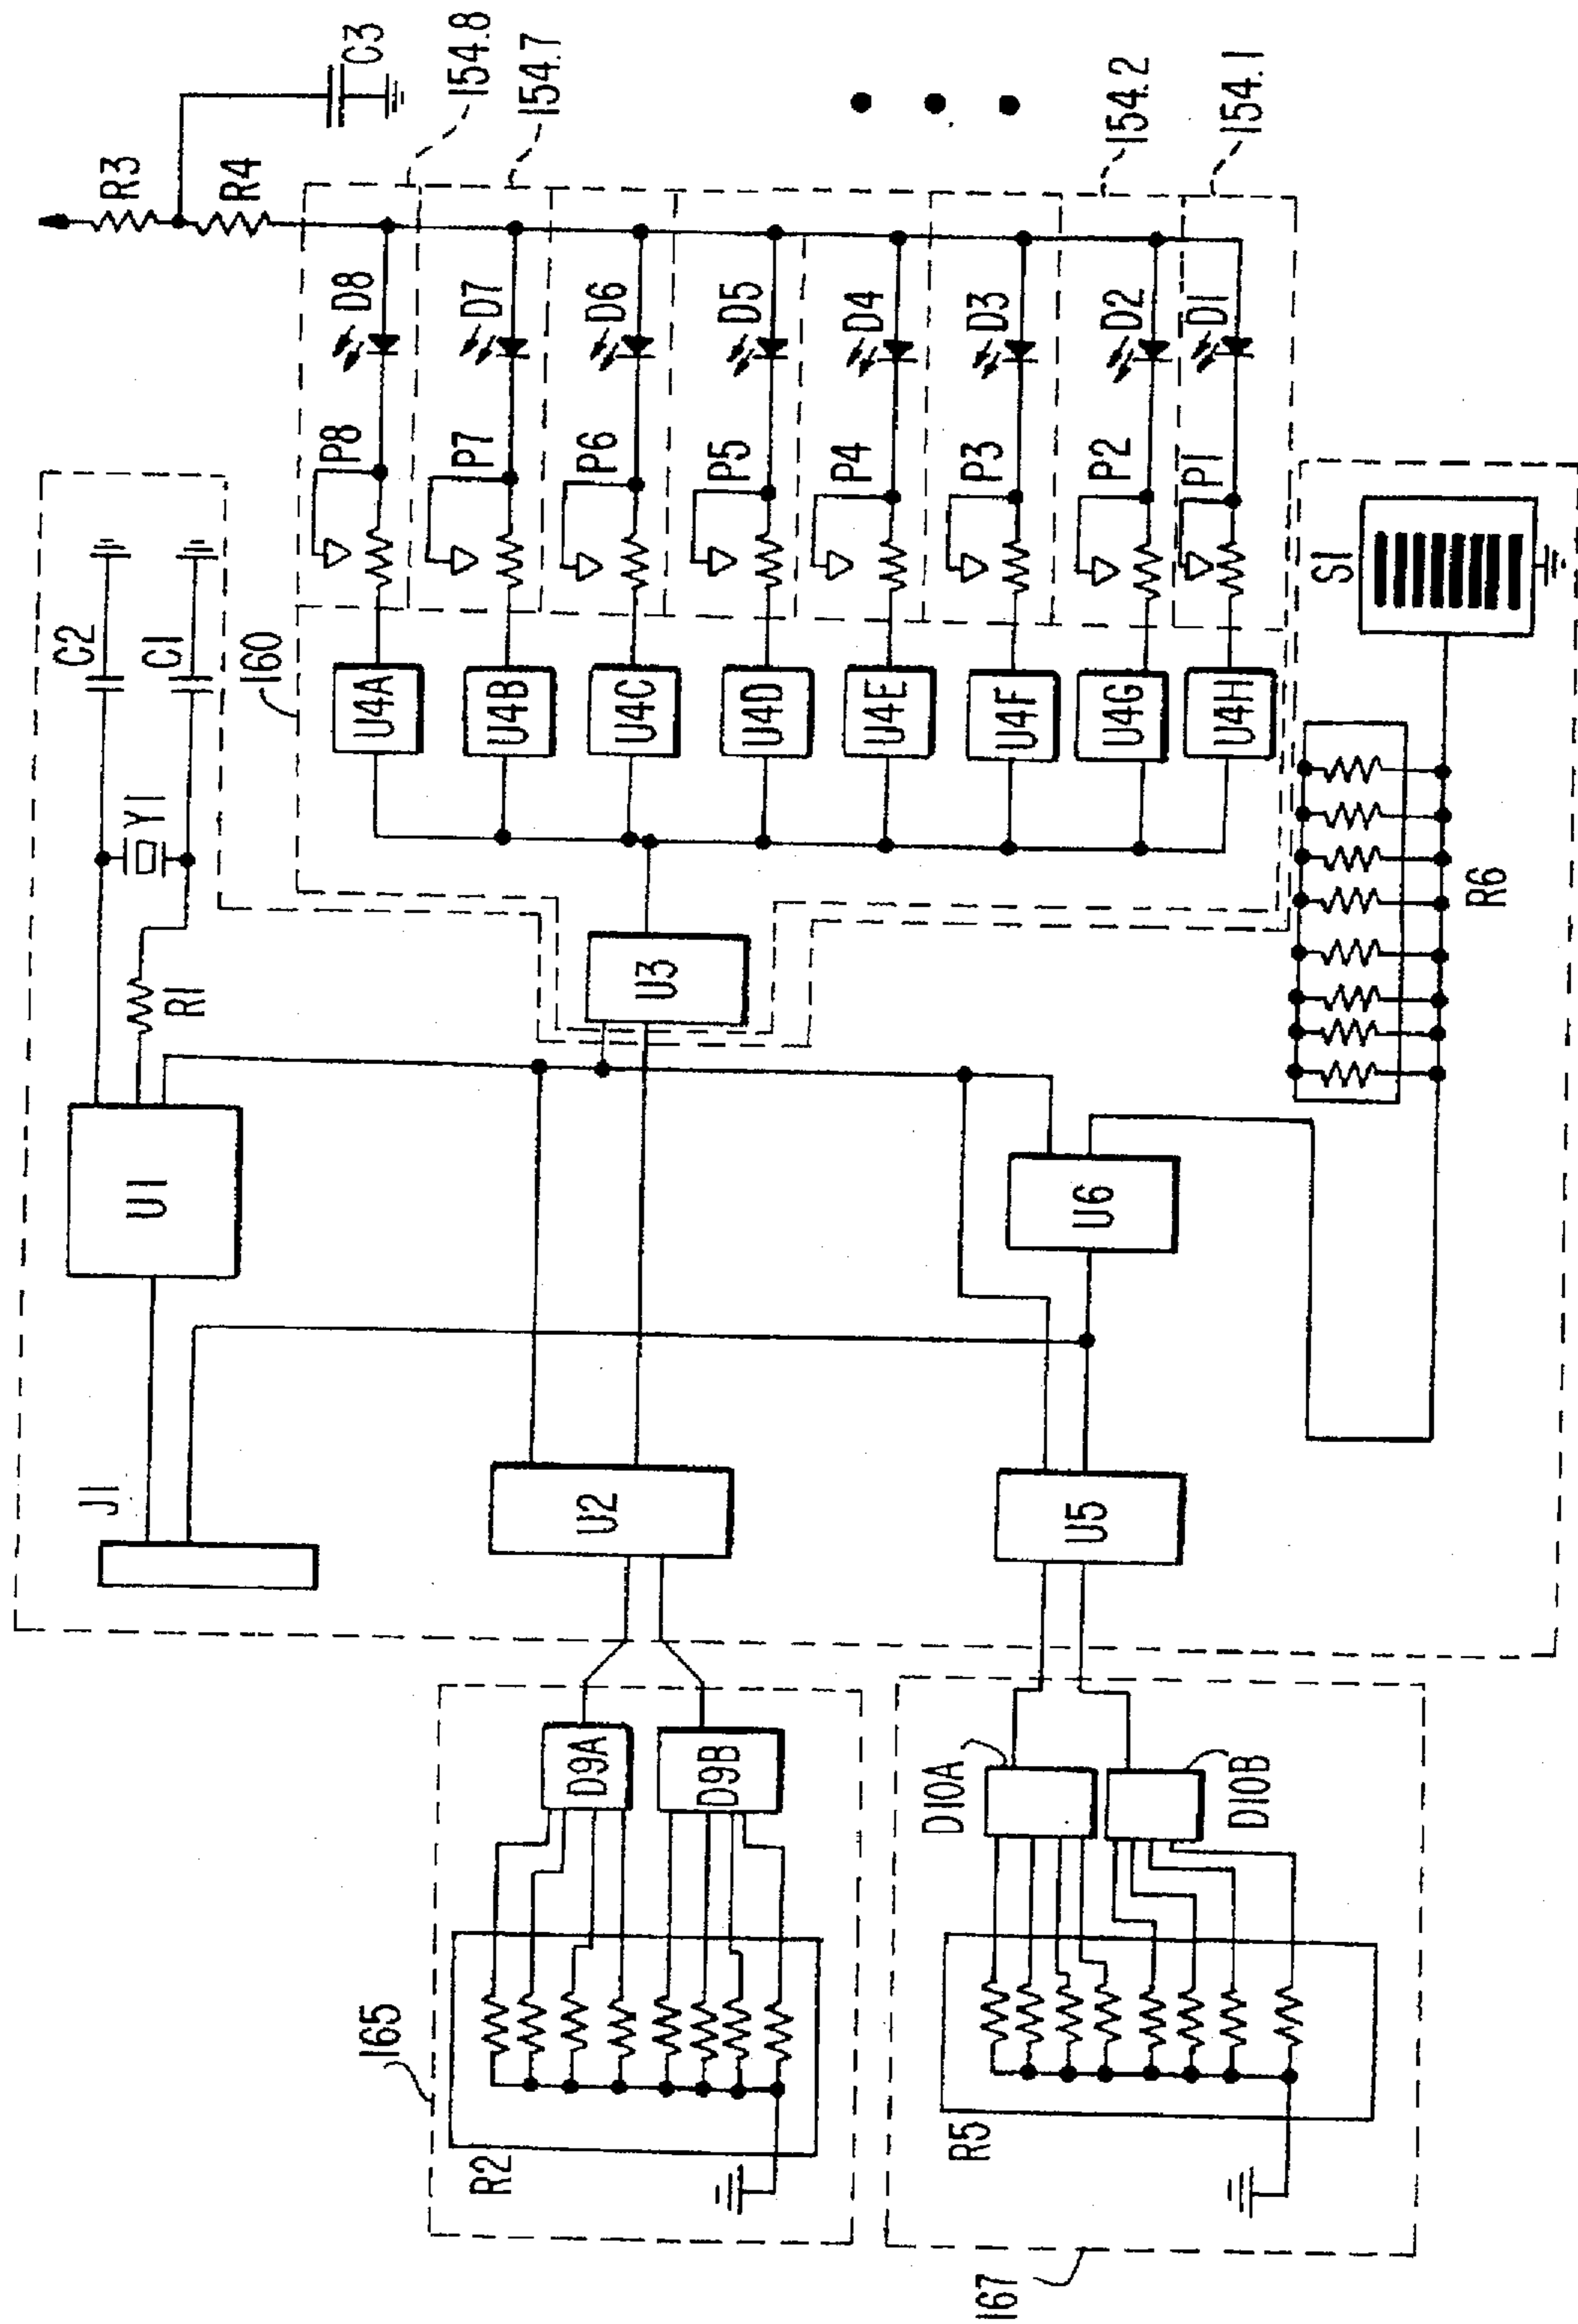 J1
U1
R1
Y1
C2
C1
160
R3
R4
C3
154.8
154.7
154.2
154.1
U4A
P8
D8
U4B
P7
D7
U4C
P6
D6
U4D
P5
D5
U4E
P4
D4
U4F
P3
D3
U4G
P2
D2
U4H
P1
D1
U3
U2
U5
U6
S1
R6
165
D9A
D9B
R2
D10A
D10B
R5
167